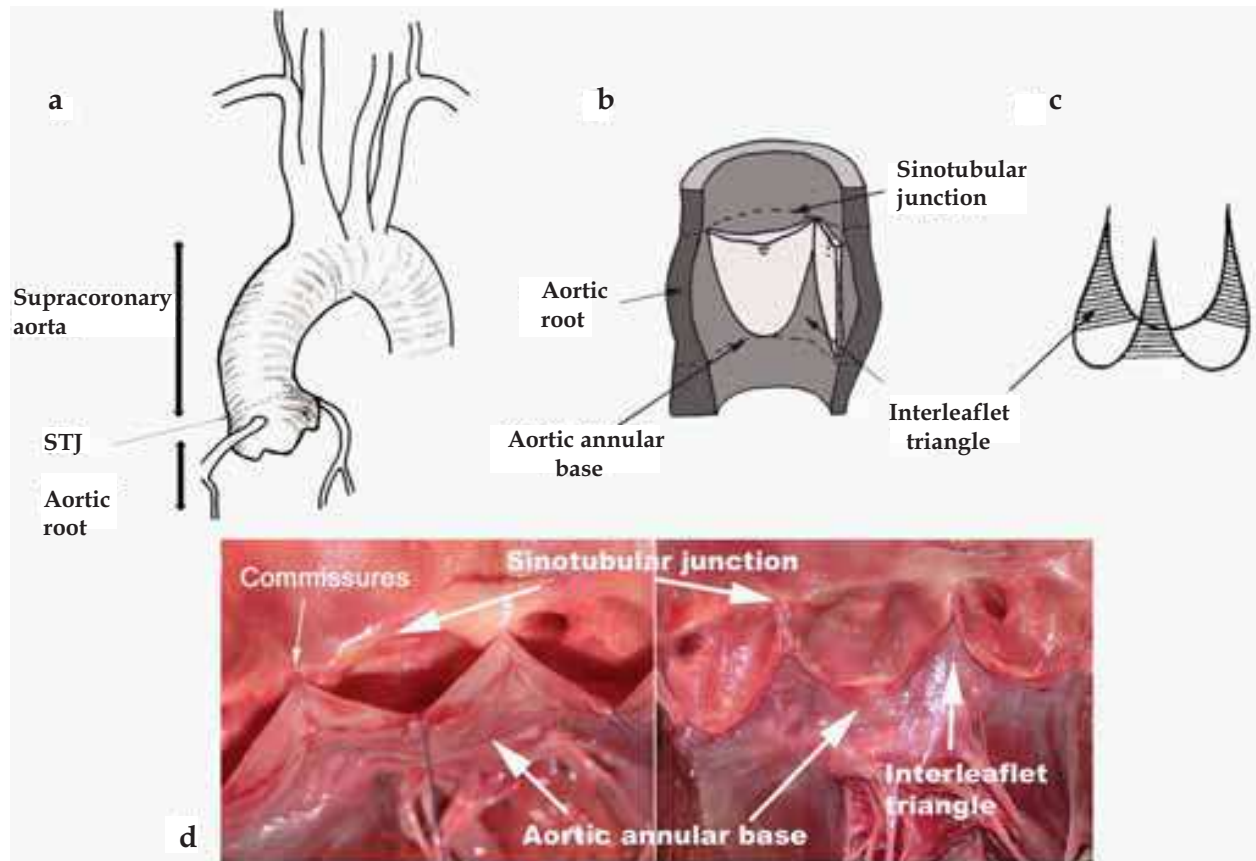 a
b
c
Supracoronary
aorta
STJ
Aortic
root
Sinotubular
junction
Aortic
root
Aortic annular
base
Interleaflet
triangle
d
Commissures
Sinotubular junction
Aortic annular base
Interleaflet
triangle